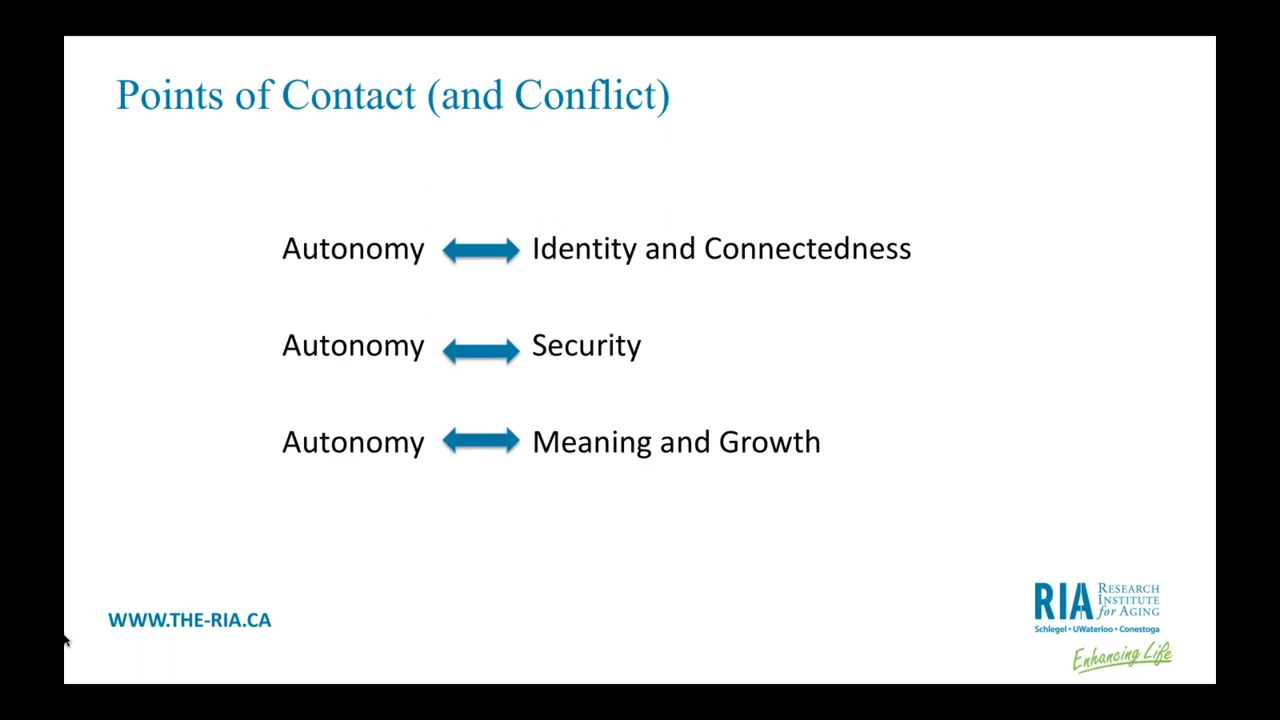 Points of Contact (and Conflict)
Autonomy Identity and Connectedness
Autonomy Security
Autonomy Meaning and Growth
WWW.THE-RIA.CA
RIA RESEARCH
INSTITUTE
for AGING
Schlegel • UWaterloo • Conestoga
Enhancing Life